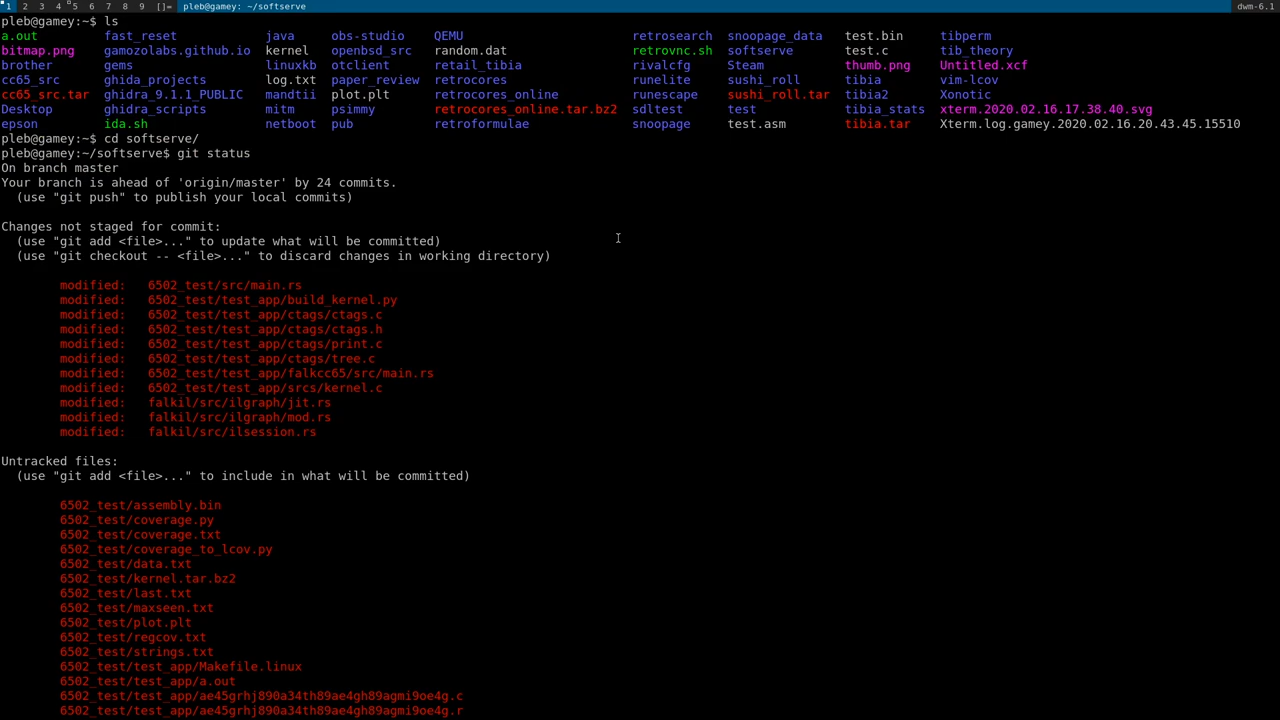 1 2 3 4 5 6 7 8 9 []= pleb@gamey: ~/softserve dwm-6.1
pleb@gamey:~$ ls
a.out fast_reset java obs-studio QEMU retrosearch snoopage_data test.bin tibperm
bitmap.png gamozolabs.github.io kernel openbsd_src random.dat retrovnc.sh softserve test.c tib_theory
brother gems linuxkb otclient retail_tibia rivalcfg Steam thumb.png Untitled.xcf
cc65_src ghida_projects log.txt paper_review retrocores runelite sushi_roll tibia vim-lcov
cc65_src.tar ghidra_9.1.1_PUBLIC mandtii plot.plt retrocores_online runescape sushi_roll.tar tibia2 Xonotic
Desktop ghidra_scripts mitm psimmy retrocores_online.tar.bz2 sdltest test tibia_stats xterm.2020.02.16.17.38.40.svg
epson ida.sh netboot pub retroformulae snoopage test.asm tibia.tar Xterm.log.gamey.2020.02.16.20.43.45.15510
pleb@gamey:~$ cd softserve/
pleb@gamey:~/softserve$ git status
On branch master
Your branch is ahead of 'origin/master' by 24 commits.
(use "git push" to publish your local commits)
Changes not staged for commit:
(use "git add <file>..." to update what will be committed)
(use "git checkout -- <file>..." to discard changes in working directory)
modified: 6502_test/src/main.rs
modified: 6502_test/test_app/build_kernel.py
modified: 6502_test/test_app/ctags/ctags.c
modified: 6502_test/test_app/ctags/ctags.h
modified: 6502_test/test_app/ctags/print.c
modified: 6502_test/test_app/ctags/tree.c
modified: 6502_test/test_app/falkcc65/src/main.rs
modified: 6502_test/test_app/srcs/kernel.c
modified: falkil/src/ilgraph/jit.rs
modified: falkil/src/ilgraph/mod.rs
modified: falkil/src/ilsession.rs
Untracked files:
(use "git add <file>..." to include in what will be committed)
6502_test/assembly.bin
6502_test/coverage.py
6502_test/coverage.txt
6502_test/coverage_to_lcov.py
6502_test/data.txt
6502_test/kernel.tar.bz2
6502_test/last.txt
6502_test/maxseen.txt
6502_test/plot.plt
6502_test/regcov.txt
6502_test/strings.txt
6502_test/test_app/Makefile.linux
6502_test/test_app/a.out
6502_test/test_app/ae45grhj890a34th89ae4gh89agmi9oe4g.c
6502_test/test_app/ae45grhj890a34th89ae4gh89agmi9oe4g.r